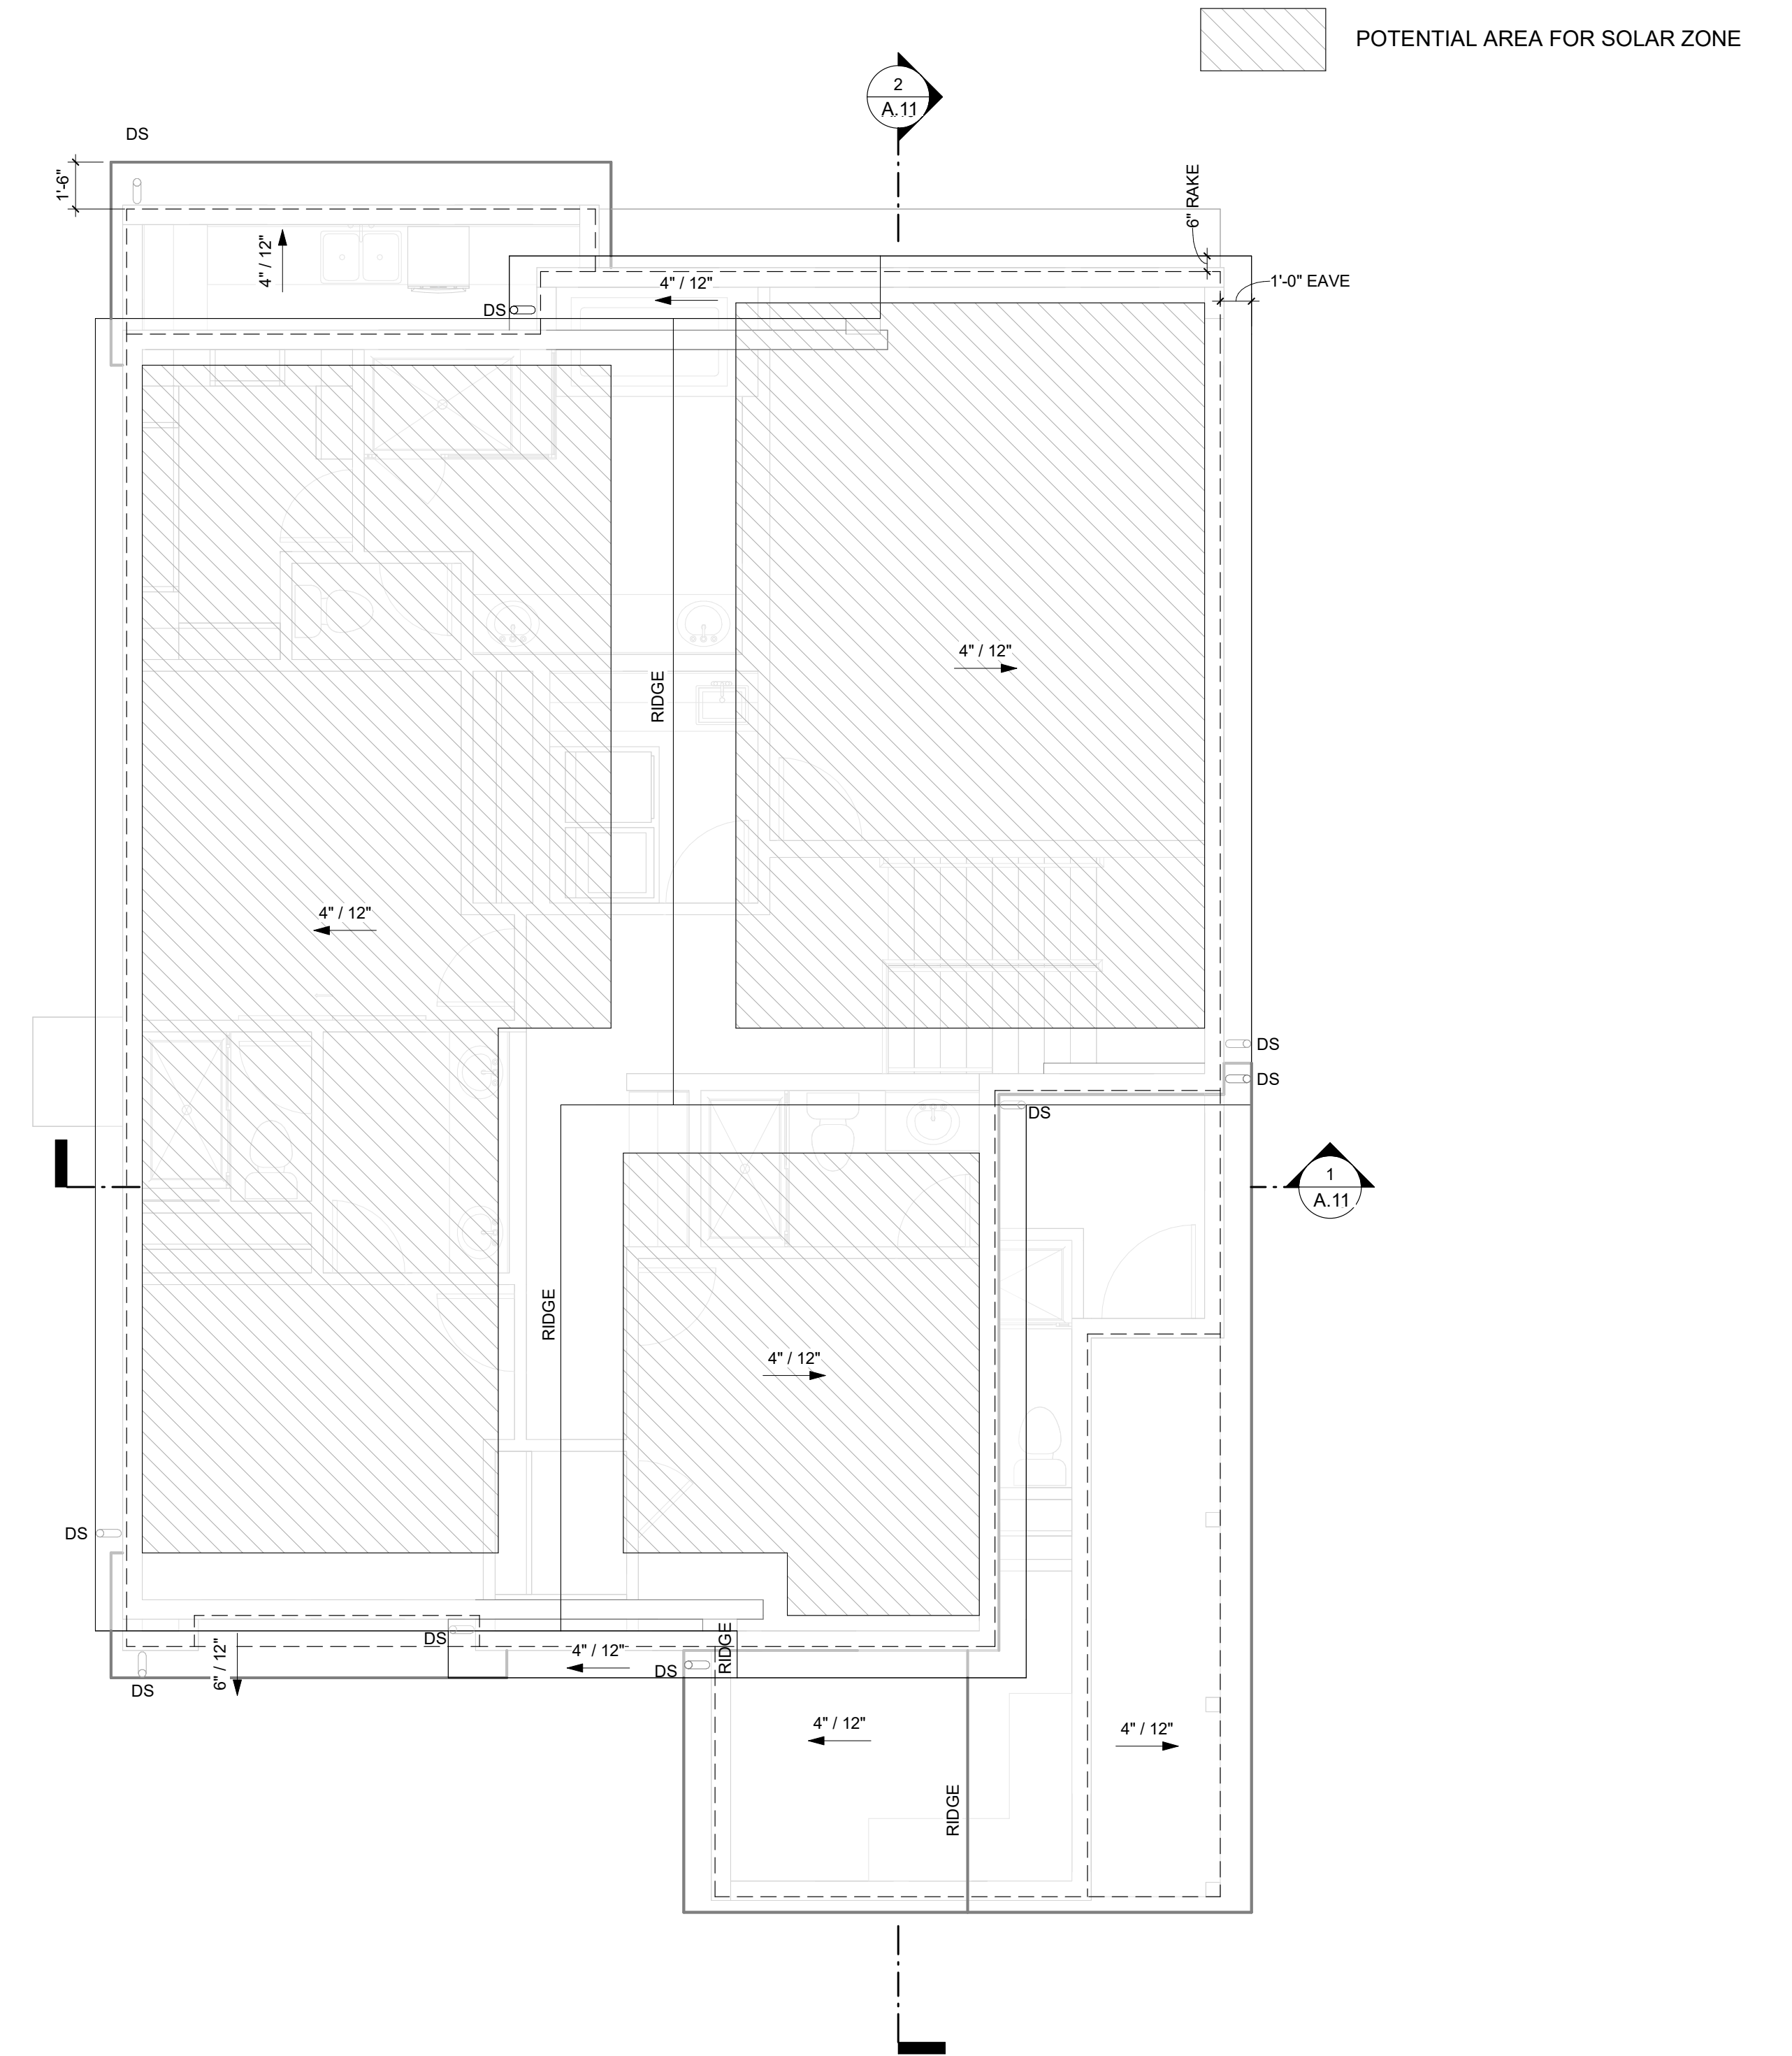 POTENTIAL AREA FOR SOLAR ZONE
2
A.11
DS
1'-6"
4" / 12"
6" RAKE
1'-0" EAVE
4" / 12"
DS
4" / 12"
RIDGE
4" / 12"
DS
DS
DS
1
A.11
RIDGE
4" / 12"
DS
DS
4" / 12"
RIDGE
DS
6" / 12"
DS
4" / 12"
4" / 12"
RIDGE